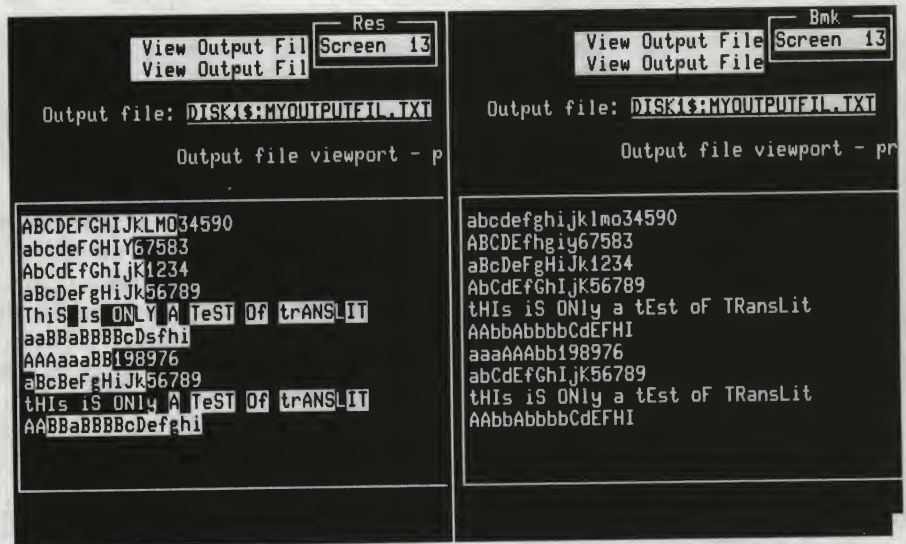 Res
View Output Fil Screen 13
View Output Fil
Output file: DISK1$:MYOUTPUTFIL.TXT
Output file viewport - p
ABCDEFGHIJKLMO34590
abcdeFGHIY67583
AbCdEfGhIjK1234
aBcDeFgHiJk56789
ThiS Is ONLY A TeST Of trANSLIT
aaBBaBBBBcDsfhi
AAAaaaBB198976
aBcBeFgHiJk56789
tHIs iS ONly A TeST Of trANSLIT
AABBaBBBBcDefghi
Bmk
View Output File Screen 13
View Output File
Output file: DISK1$:MYOUTPUTFIL.TXT
Output file viewport - pr
abcdefghijklmo34590
ABCDEfhgiy67583
aBcDeFgHiJk1234
AbCdEfGhIjK56789
tHIs iS ONly a tEst oF TRansLit
AAbbAbbbbCdEFHI
aaaAAAbb198976
abCdEfGhIjK56789
tHIs iS ONly a tEst oF TRansLit
AAbbAbbbbCdEFHI